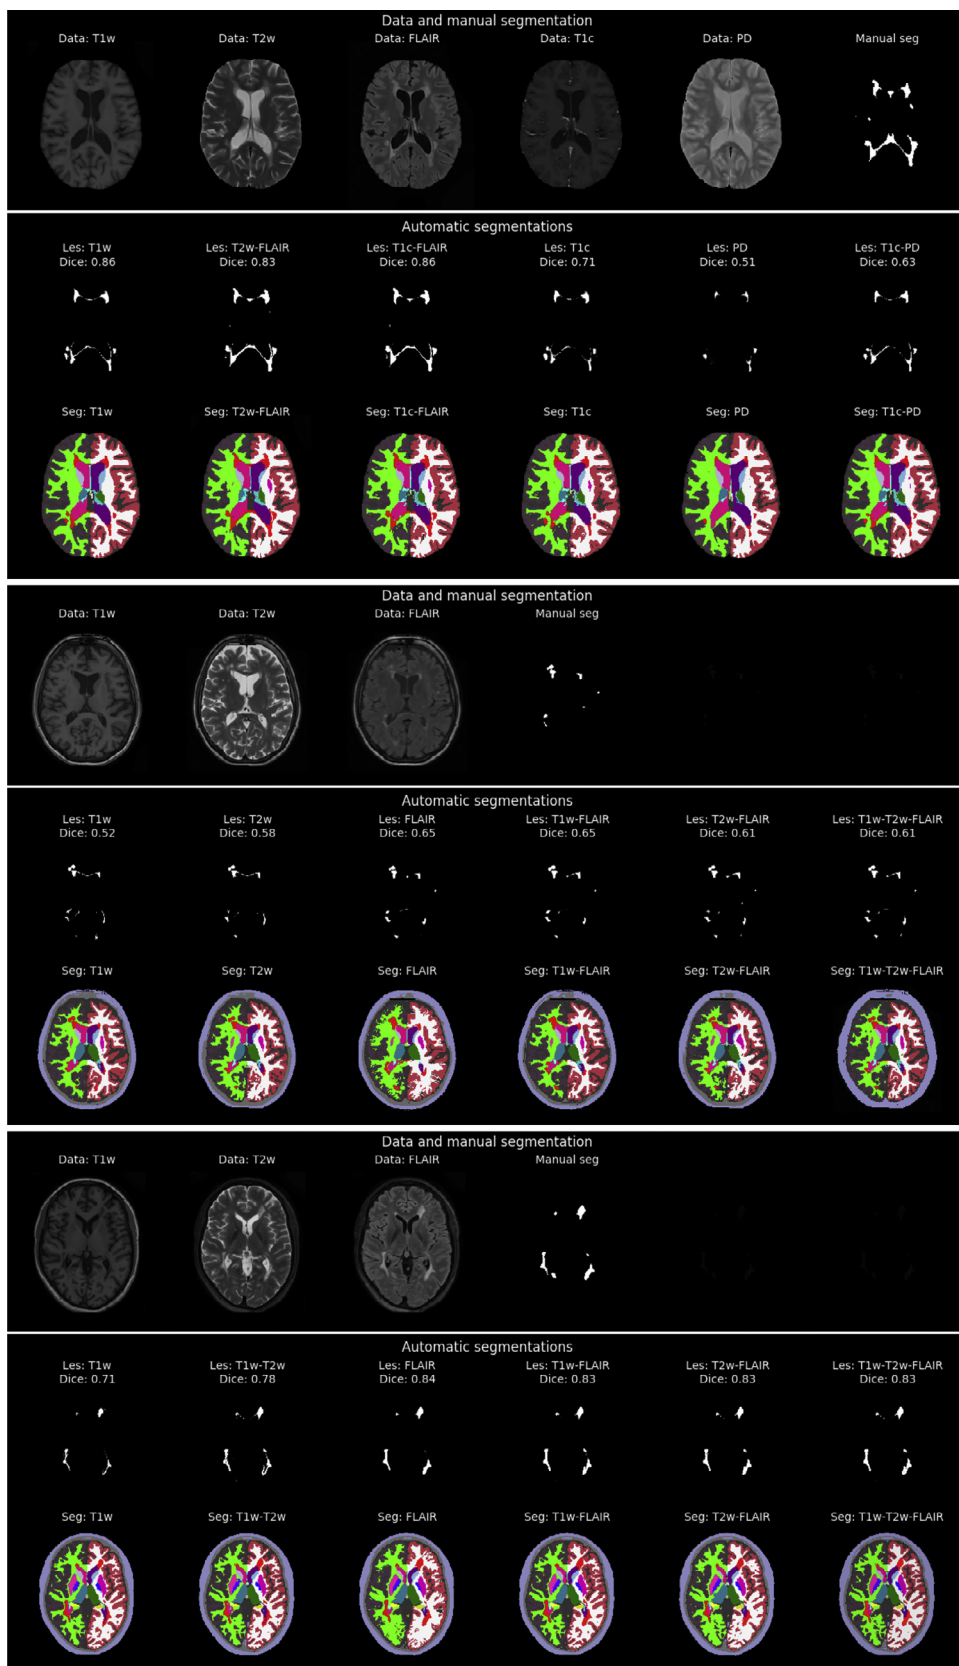 Data and manual segmentation
Data: T1w Data: T2w Data: FLAIR Data: T1c Data: PD Manual seg
Automatic segmentations
Les: T1w Les: T2w-FLAIR Les: T1c-FLAIR Les: T1c Les: PD Les: T1c-PD
Dice: 0.86 Dice: 0.83 Dice: 0.86 Dice: 0.71 Dice: 0.51 Dice: 0.63
Seg: T1w Seg: T2w-FLAIR Seg: T1c-FLAIR Seg: T1c Seg: PD Seg: T1c-PD
Data and manual segmentation
Data: T1w Data: T2w Data: FLAIR Manual seg
Automatic segmentations
Les: T1w Les: T2w Les: FLAIR Les: T1w-FLAIR Les: T2w-FLAIR Les: T1w-T2w-FLAIR
Dice: 0.52 Dice: 0.58 Dice: 0.65 Dice: 0.65 Dice: 0.61 Dice: 0.61
Seg: T1w Seg: T2w Seg: FLAIR Seg: T1w-FLAIR Seg: T2w-FLAIR Seg: T1w-T2w-FLAIR
Data and manual segmentation
Data: T1w Data: T2w Data: FLAIR Manual seg
Automatic segmentations
Les: T1w Les: T1w-T2w Les: FLAIR Les: T1w-FLAIR Les: T2w-FLAIR Les: T1w-T2w-FLAIR
Dice: 0.71 Dice: 0.78 Dice: 0.84 Dice: 0.83 Dice: 0.83 Dice: 0.83
Seg: T1w Seg: T1w-T2w Seg: FLAIR Seg: T1w-FLAIR Seg: T2w-FLAIR Seg: T1w-T2w-FLAIR